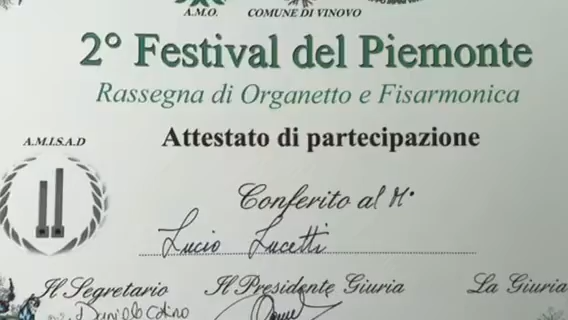 A.M.O. COMUNE DI VINOVO
2° Festival del Piemonte
Rassegna di Organetto e Fisarmonica
A.M.I.S.A.D
Attestato di partecipazione
Conferito al M°
Lucio Lucetti
Il Segretario Il Presidente Giuria La Giuria